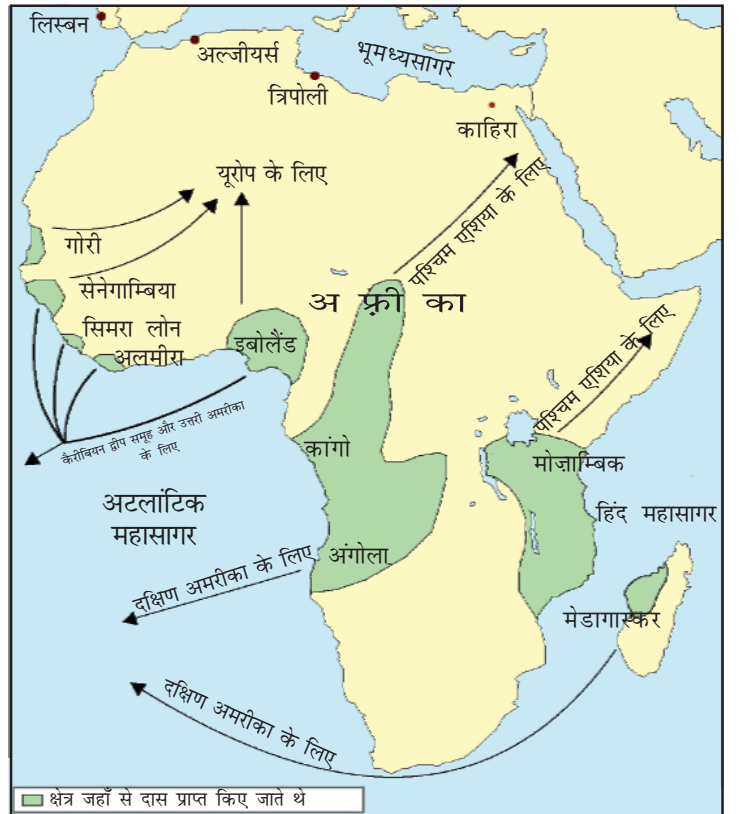 लिस्बन
अल्जीयर्स
भूमध्यसागर
त्रिपोली
काहिरा
यूरोप के लिए
पश्चिम एशिया के लिए
गोरी
सेनेगाम्बिया
अ फ़्री का
सिमरा लोन
अलमीरा
इबोलैंड
पश्चिम एशिया के लिए
कैरीबियन द्वीप समूह और उत्तरी अमरीका
के लिए
कांगो
मोज़ाम्बिक
अटलांटिक
महासागर
हिंद महासागर
अंगोला
दक्षिण अमरीका के लिए
मेडागास्कर
दक्षिण अमरीका के लिए
क्षेत्र जहाँ से दास प्राप्त किए जाते थे